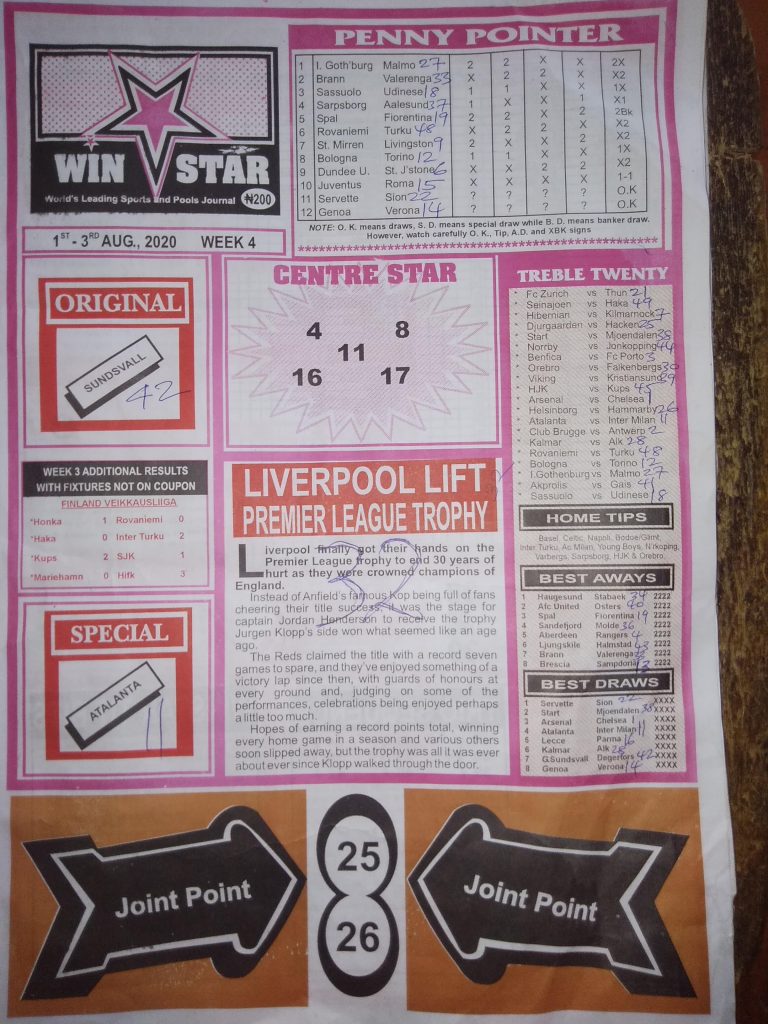 WIN STAR
World's Leading Sports and Pools Journal ₦200
1ST - 3RD AUG., 2020 WEEK 4
PENNY POINTER
1 I. Goth'burg Malmo 27 2 2 X X 2X
2 Brann Valerenga 33 X 2 2 X X2
3 Sassuolo Udinese 18 1 1 X X 1X
4 Sarpsborg Aalesund 37 1 X X 1 X1
5 Spal Fiorentina 19 2 2 X 2 2Bk
6 Rovaniemi Turku 48 X 2 2 X X2
7 St. Mirren Livingston 9 2 X X 2 X2
8 Bologna Torino 12 1 1 X X 1X
9 Dundee U. St. J'stone 6 X X 2 2 X2
10 Juventus Roma 15 X X X X 1-1
11 Servette Sion 22 ? ? ? ? O.K
12 Genoa Verona 14 ? ? ? ? O.K
NOTE: O. K. means draws, S. D. means special draw while B. D. means banker draw.
However, watch carefully O. K., Tip, A.D. and XBK signs
ORIGINAL
SUNDSVALL
42
CENTRE STAR
4 8
11
16 17
TREBLE TWENTY
* Fc Zurich vs Thun 21
* Seinajoen vs Haka 49
* Hibernian vs Kilmarnock 7
* Djurgaarden vs Hacken 25
* Start vs Mjoendalen 38
* Norrby vs Jonkopping 44
* Benfica vs Fc Porto 3
* Orebro vs Falkenbergs 30
* Viking vs Kristiansund 39
* HJK vs Kups 45
* Arsenal vs Chelsea 1
* Helsinborg vs Hammarby 26
* Atalanta vs Inter Milan 11
* Club Brugge vs Antwerp 2
* Kalmar vs Aik 28
* Rovaniemi vs Turku 48
* Bologna vs Torino 12
* I.Gothenburg vs Malmo 27
* Akprolis vs Gais 41
* Sassuolo vs Udinese 18
WEEK 3 ADDITIONAL RESULTS
WITH FIXTURES NOT ON COUPON
FINLAND VEIKKAUSLIIGA
*Honka 1 Rovaniemi 0
*Haka 0 Inter Turku 2
*Kups 2 SJK 1
*Mariehamn 0 Hifk 3
SPECIAL
ATALANTA
11
LIVERPOOL LIFT
PREMIER LEAGUE TROPHY
32
Liverpool finally got their hands on the
Premier League trophy to end 30 years of
hurt as they were crowned champions of
England.
Instead of Anfield's famous Kop being full of fans
cheering their title success, it was the stage for
captain Jordan Henderson to receive the trophy
Jurgen Klopp's side won what seemed like an age
ago.
The Reds claimed the title with a record seven
games to spare, and they've enjoyed something of a
victory lap since then, with guards of honours at
every ground and, judging on some of the
performances, celebrations being enjoyed perhaps
a little too much.
Hopes of earning a record points total, winning
every home game in a season and various others
soon slipped away, but the trophy was all it was ever
about ever since Klopp walked through the door.
HOME TIPS
Basel, Celtic, Napoli, Bodoe/Glimt,
Inter Turku, Ac Milan, Young Boys, N'rkoping,
Varbergs, Sarpsborg, HJK & Orebro.
BEST AWAYS
1 Haugesund Stabaek 34 2222
2 Afc United Osters 40 2222
3 Spal Fiorentina 19 2222
4 Sandefjord Molde 36 2222
5 Aberdeen Rangers 4 2222
6 Ljungskile Halmstad 43 2222
7 Braan Valerenga 33 2222
8 Brescia Sampdoria 13 2222
BEST DRAWS
1 Servette Sion 22 XXXX
2 Start Mjoendalen 38 XXXX
3 Arsenal Chelsea 1 XXXX
4 Atalanta Inter Milan 11 XXXX
5 Lecce Parma 16 XXXX
6 Kalmar Aik 28 XXXX
7 G.Sundsvall Degerfors 42 XXXX
8 Genoa Verona 14 XXXX
Joint Point
25
26
Joint Point